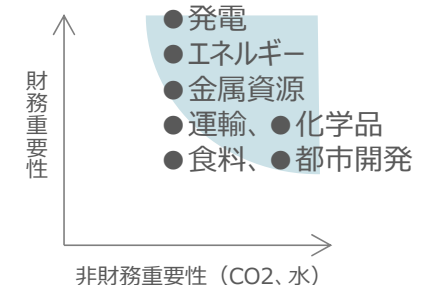 ●発電
●エネルギー
●金属資源
●運輸、●化学品
●食料、●都市開発
財務重要性
非財務重要性（CO2、水）